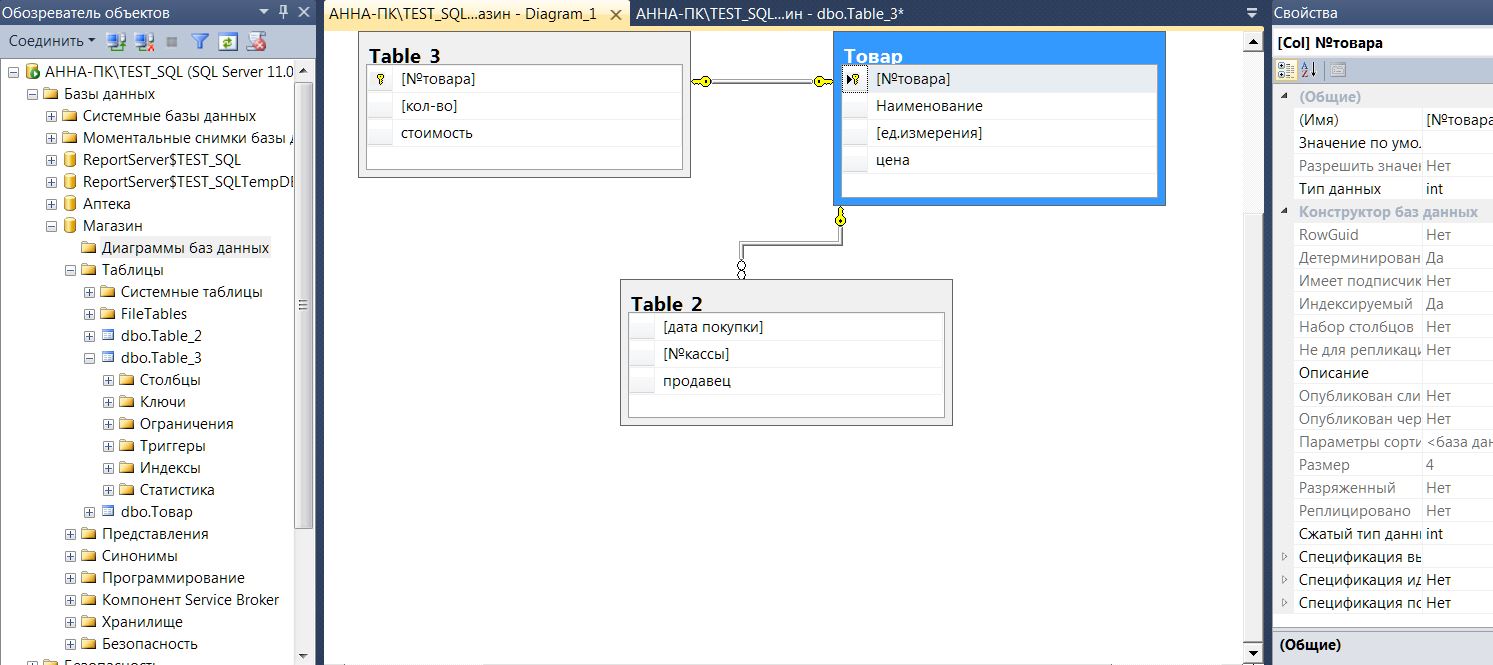 Обозреватель объектов
Соединить
АННА-ПК\TEST_SQL (SQL Server 11.0
Базы данных
Системные базы данных
Моментальные снимки базы
ReportServer$TEST_SQL
ReportServer$TEST_SQLTempDB
Аптека
Магазин
Диаграммы баз данных
Таблицы
Системные таблицы
FileTables
dbo.Table_2
dbo.Table_3
Столбцы
Ключи
Ограничения
Триггеры
Индексы
Статистика
dbo.Товар
Представления
Синонимы
Программирование
Компонент Service Broker
Хранилище
Безопасность
Безопасность
АННА-ПК\TEST_SQL...азин - Diagram_1
АННА-ПК\TEST_SQL...ин - dbo.Table_3*
Table_3
[№товара]
[кол-во]
стоимость
Товар
[№товара]
Наименование
[ед.измерения]
цена
Table_2
[дата покупки]
[№кассы]
продавец
Свойства
[Col] №товара
(Общие)
(Имя) [№товара
Значение по умо.
Разрешить значен Нет
Тип данных int
Конструктор баз данных
RowGuid Нет
Детерминирован Да
Имеет подписчик Нет
Индексируемый Да
Набор столбцов Нет
Не для репликаци Нет
Описание
Опубликован сли Нет
Опубликован чер Нет
Параметры сорти <база дан
Размер 4
Разряженный Нет
Реплицировано Нет
Сжатый тип данны int
Спецификация вы
Спецификация ид Нет
Спецификация по Нет
(Общие)